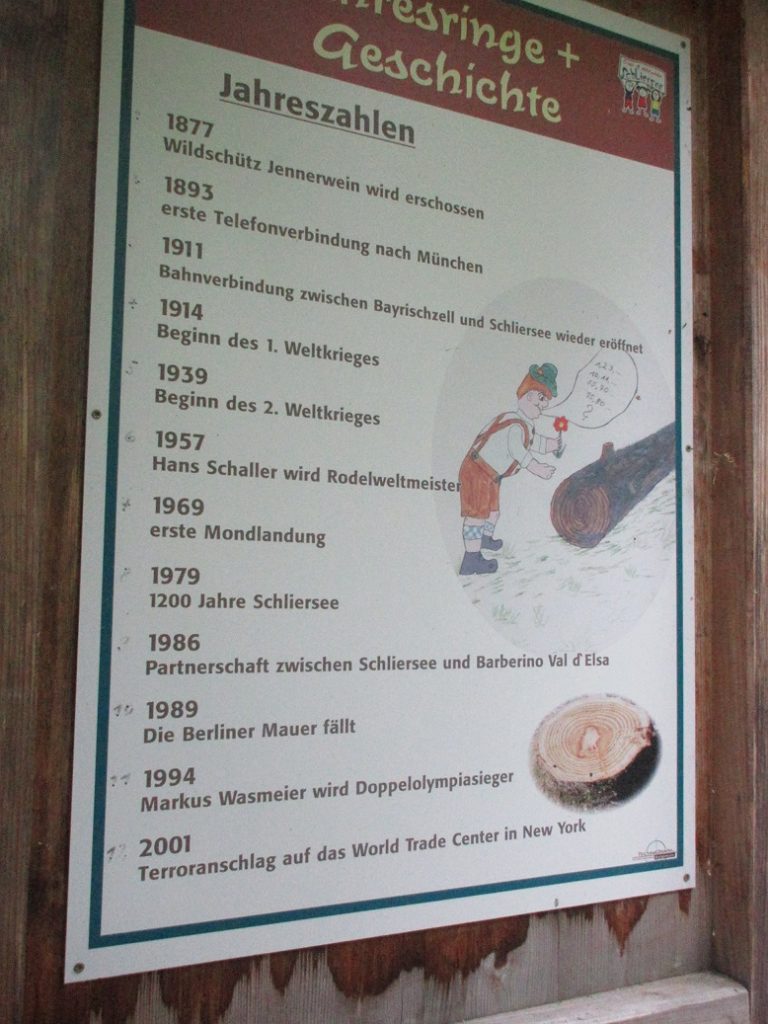 Geschichte
Jahreszahlen
1877
Wildschütz Jennerwein wird erschossen
1893
erste Telefonverbindung nach München
1911
Bahnverbindung zwischen Bayrischzell und Schliersee wieder eröffnet
1914
Beginn des 1. Weltkrieges
1939
Beginn des 2. Weltkrieges
1957
Hans Schaller wird Rodelweltmeister
1969
erste Mondlandung
1979
1200 Jahre Schliersee
1986
Partnerschaft zwischen Schliersee und Barberino Val d´Elsa
1989
Die Berliner Mauer fällt
1994
Markus Wasmeier wird Doppelolympiasieger
2001
Terroranschlag auf das World Trade Center in New York